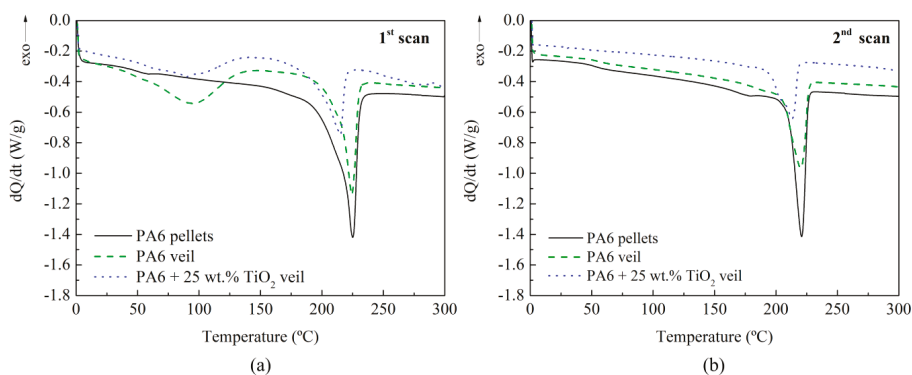 exo
1st scan
0.0
-0.2
-0.4
-0.6
-0.8
-1.0
-1.2
-1.4
-1.6
-1.8
dQ/dt (W/g)
PA6 pellets
PA6 veil
PA6 + 25 wt.% TiO2 veil
0 50 100 150 200 250 300
Temperature (ºC)
(a)
exo
2nd scan
0.0
-0.2
-0.4
-0.6
-0.8
-1.0
-1.2
-1.4
-1.6
-1.8
dQ/dt (W/g)
PA6 pellets
PA6 veil
PA6 + 25 wt.% TiO2 veil
0 50 100 150 200 250 300
Temperature (ºC)
(b)